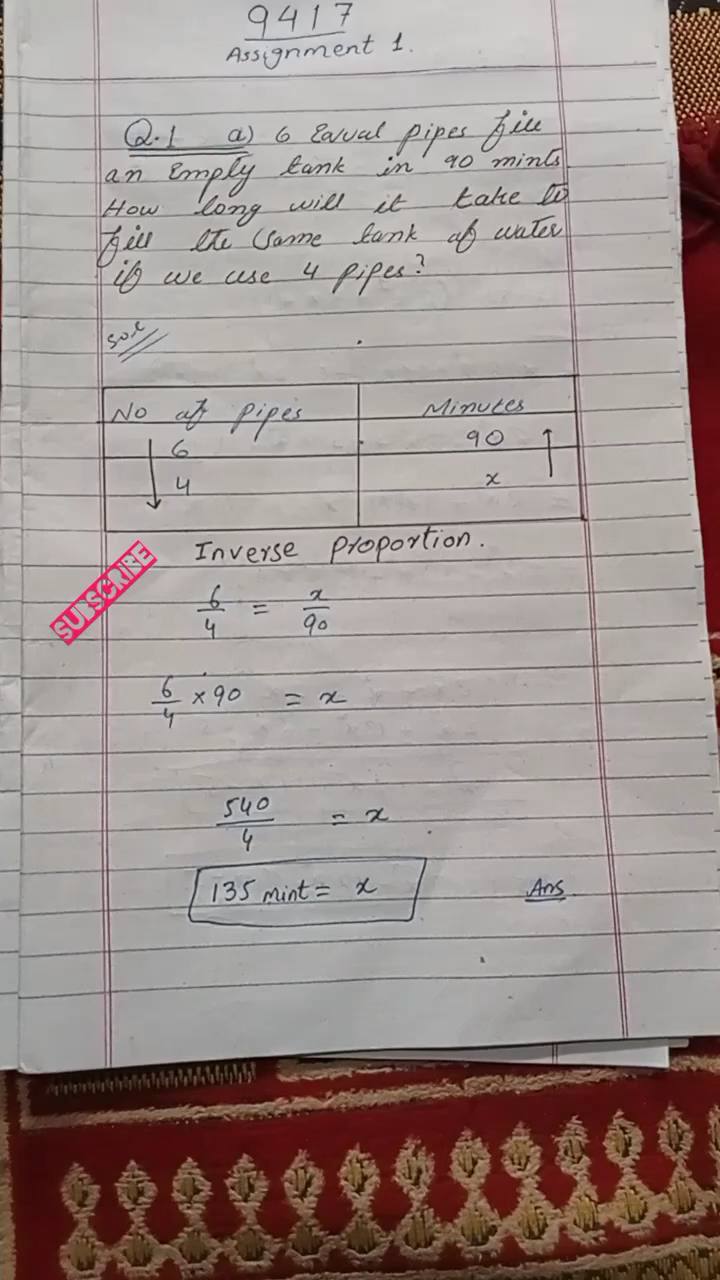 9417
Assignment 1.
Q.1 a) 6 Equal pipes fill
an Empty tank in 90 mints.
How long will it take to
fill the same tank of water
if we use 4 pipes?
Sol
No of pipes Minutes
6 90
4 x
Inverse proportion.
SUBSCRIBE
6/4 = x/90
6/4 × 90 = x
540/4 = x
135 mint = x Ans